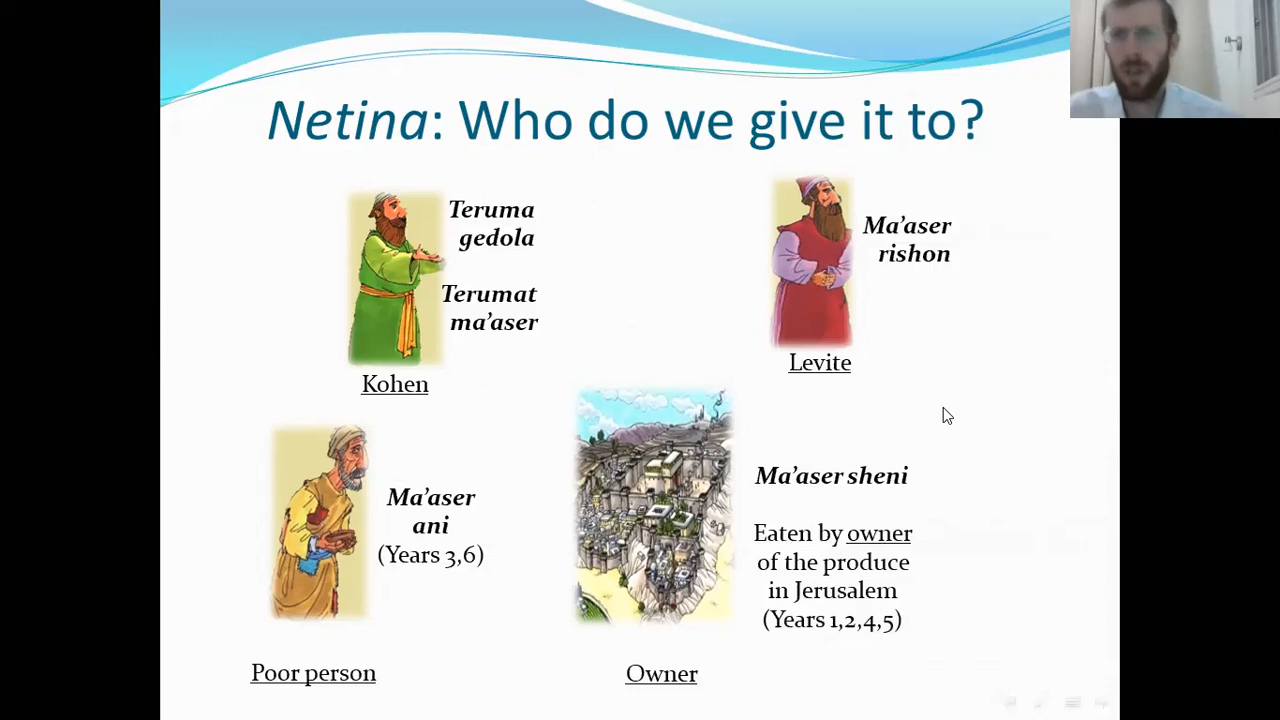 Netina: Who do we give it to?
Teruma
gedola
Terumat
ma’aser
Kohen
Ma’aser
rishon
Levite
Ma’aser
ani
(Years 3,6)
Poor person
Ma’aser sheni
Eaten by owner
of the produce
in Jerusalem
(Years 1,2,4,5)
Owner